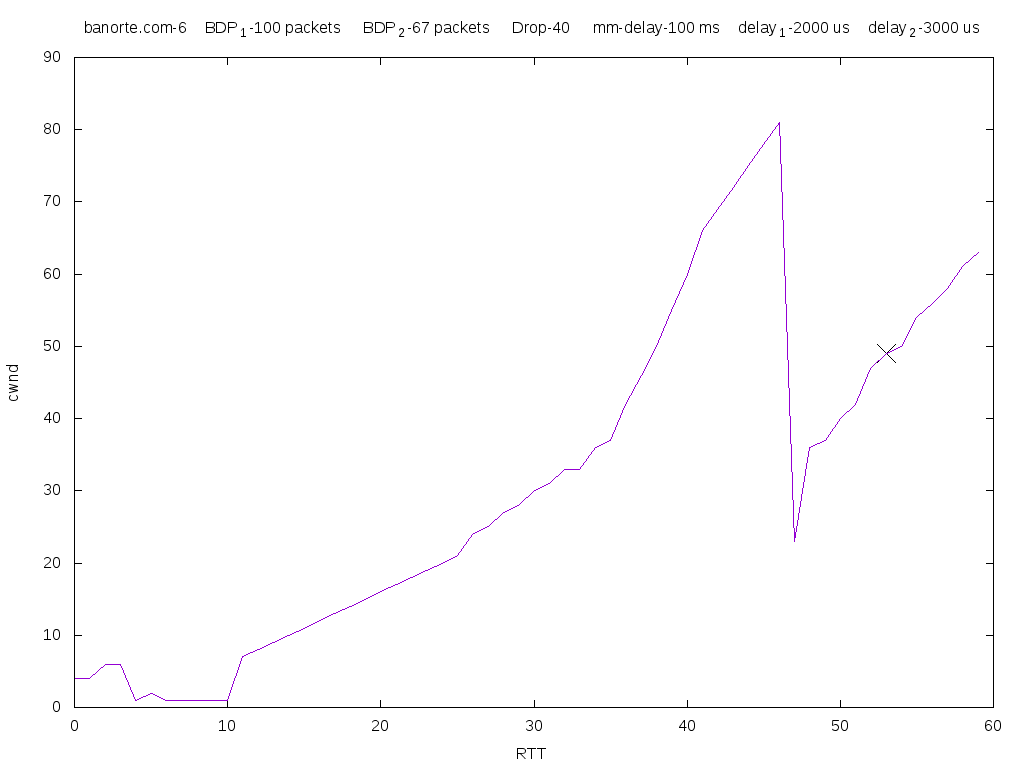 banorte.com-6 BDP1-100 packets BDP2-67 packets Drop-40 mm-delay-100 ms delay1-2000 us delay2-3000 us
90
80
70
60
50
40
30
20
10
0
cwnd
0 10 20 30 40 50 60
RTT